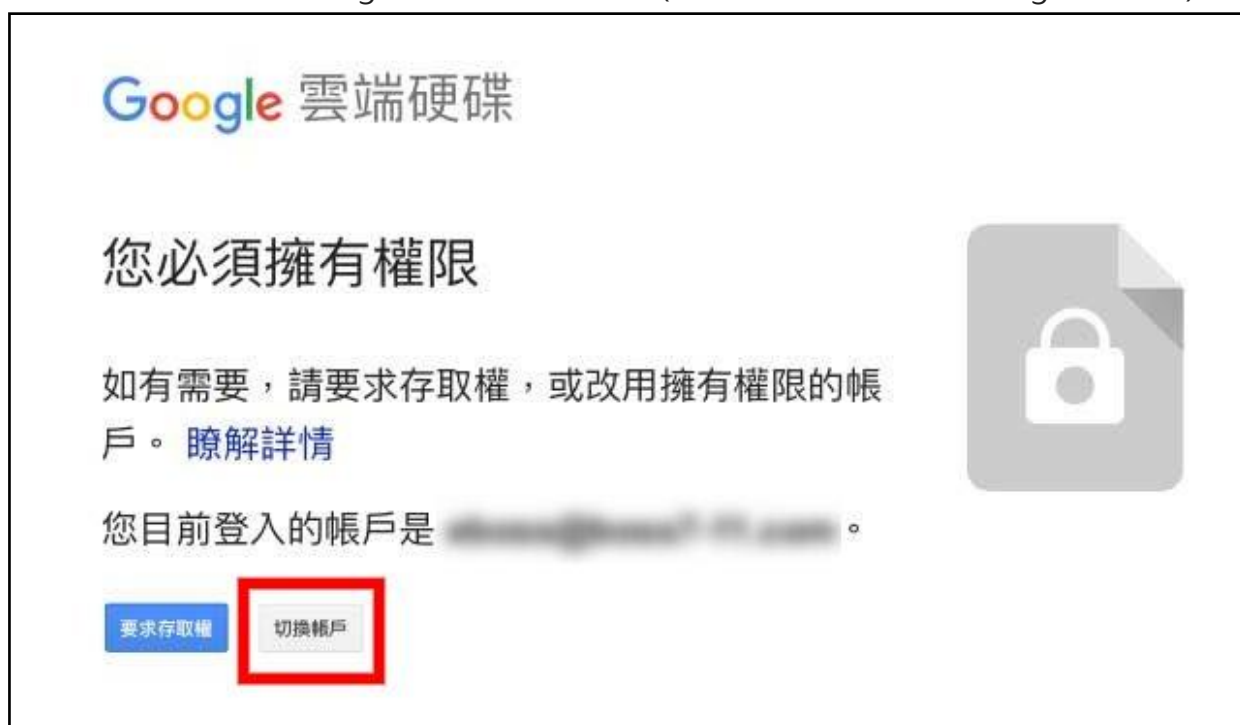 Google 雲端硬碟
您必須擁有權限
如有需要，請要求存取權，或改用擁有權限的帳
戶。 瞭解詳情
您目前登入的帳戶是 。
要求存取權 切換帳戶